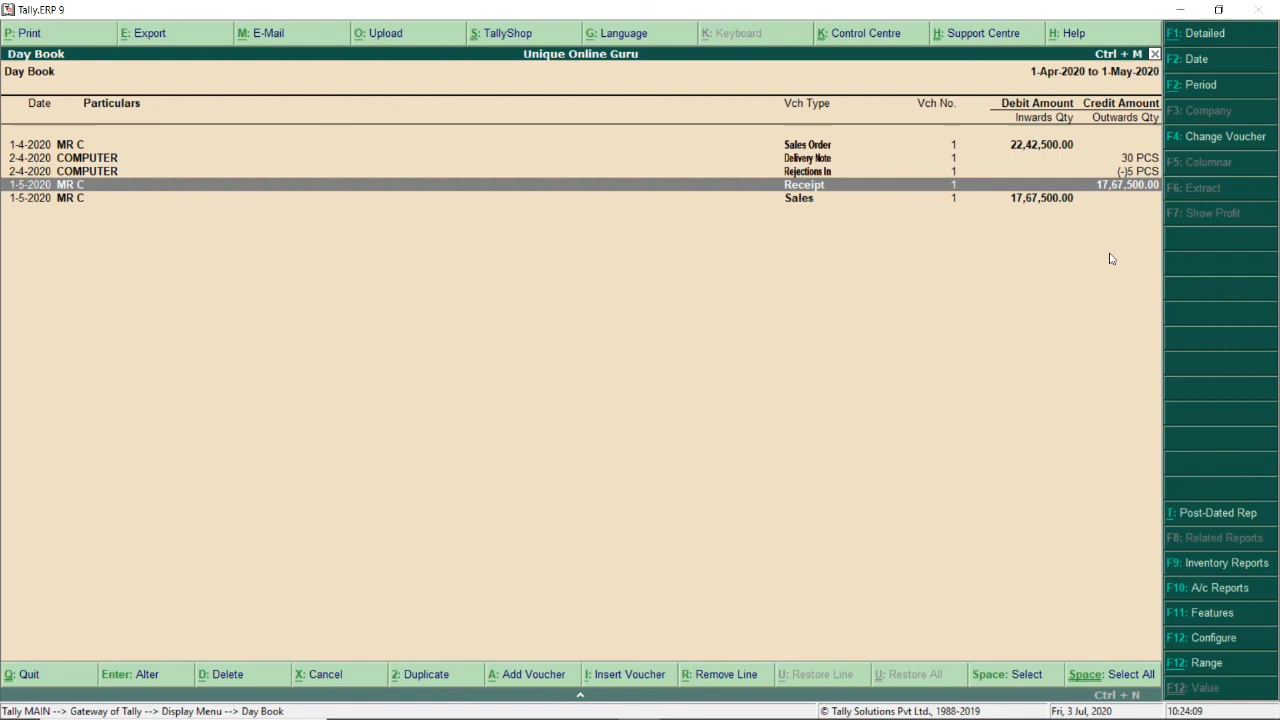 Tally.ERP 9
P: Print E: Export M: E-Mail O: Upload S: TallyShop G: Language K: Keyboard K: Control Centre H: Support Centre H: Help
Day Book Unique Online Guru Ctrl + M
Day Book 1-Apr-2020 to 1-May-2020
Date Particulars Vch Type Vch No. Debit Amount Credit Amount
Inwards Qty Outwards Qty
1-4-2020 MR C Sales Order 1 22,42,500.00
2-4-2020 COMPUTER Delivery Note 1 30 PCS
2-4-2020 COMPUTER Rejections In 1 (-)5 PCS
1-5-2020 MR C Receipt 1 17,67,500.00
1-5-2020 MR C Sales 1 17,67,500.00
F1: Detailed
F2: Date
F2: Period
F3: Company
F4: Change Voucher
F5: Columnar
F6: Extract
F7: Show Profit
T: Post-Dated Rep
F8: Related Reports
F9: Inventory Reports
F10: A/c Reports
F11: Features
F12: Configure
F12: Range
F12: Value
Q: Quit Enter: Alter D: Delete X: Cancel 2: Duplicate A: Add Voucher I: Insert Voucher R: Remove Line U: Restore Line U: Restore All Space: Select Space: Select All
Ctrl + N
Tally MAIN --> Gateway of Tally --> Display Menu --> Day Book © Tally Solutions Pvt Ltd., 1988-2019 Fri, 3 Jul, 2020 10:24:09